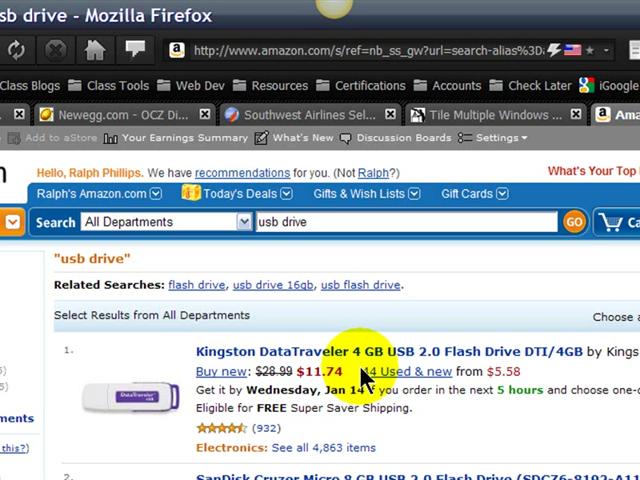 sb drive - Mozilla Firefox
http://www.amazon.com/s/ref=nb_ss_gw?url=search-alias%3D
Class Blogs Class Tools Web Dev Resources Certifications Accounts Check Later iGoogle
Newegg.com - OCZ Di... Southwest Airlines Sel... Tile Multiple Windows ... Ama
Add to aStore Your Earnings Summary What's New Discussion Boards Settings
n Hello, Ralph Phillips. We have recommendations for you. (Not Ralph?) What's Your Top
Ralph's Amazon.com Today's Deals Gifts & Wish Lists Gift Cards
Search All Departments usb drive GO Ca
"usb drive"
Related Searches: flash drive, usb drive 16gb, usb flash drive.
Select Results from All Departments Choose a
1. Kingston DataTraveler 4 GB USB 2.0 Flash Drive DTI/4GB by Kings
Buy new: $28.99 $11.74 14 Used & new from $5.58
Get it by Wednesday, Jan 14 if you order in the next 5 hours and choose one-
Eligible for FREE Super Saver Shipping.
DataTraveler
(932)
ments
Electronics: See all 4,863 items
this?)
2. SanDisk Cruzer Micro 8 GB USB 2.0 Flash Drive (SDCZ6-8192-A1